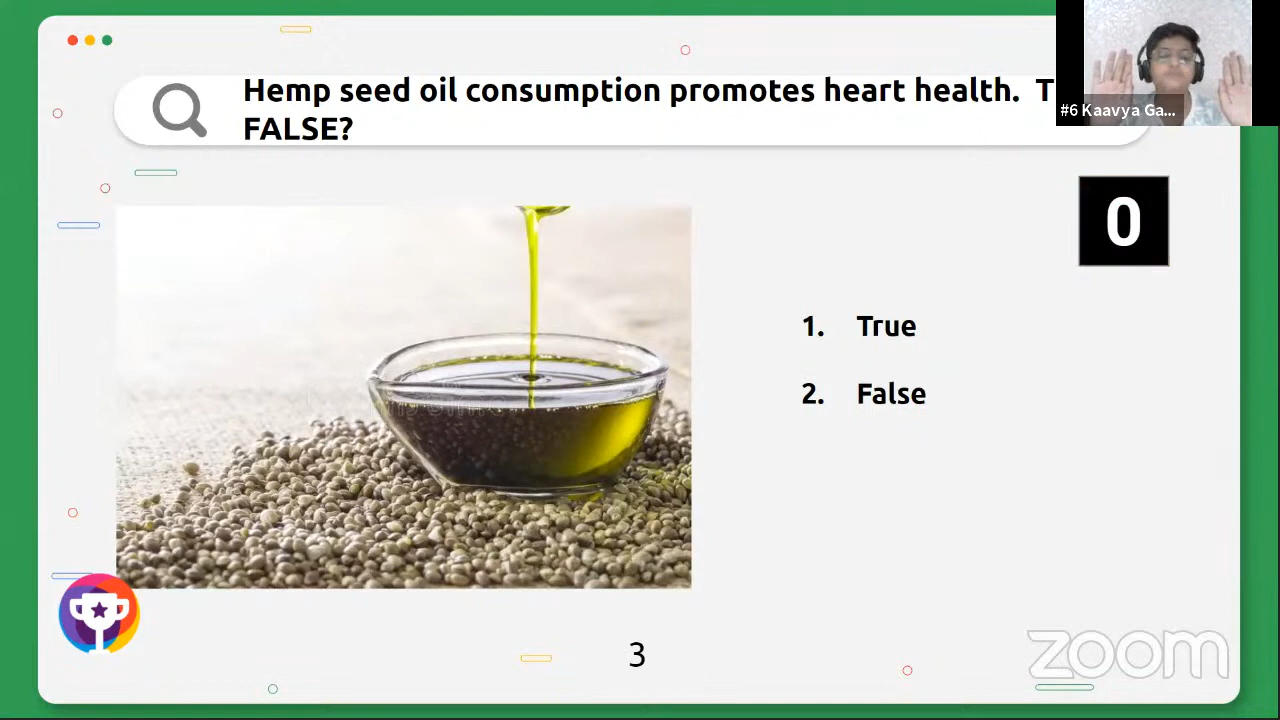 Hemp seed oil consumption promotes heart health. T
FALSE?
#6 Kaavya Ga...
0
1. True
2. False
3
zoom